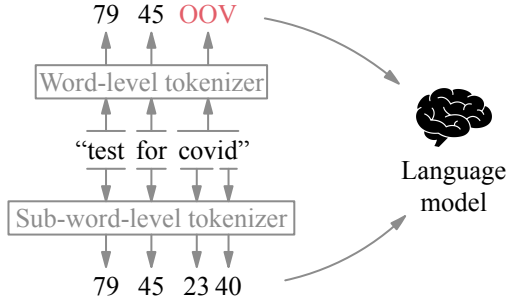 79 45 OOV
Word-level tokenizer
“test for covid”
Sub-word-level tokenizer
79 45 23 40
Language
model